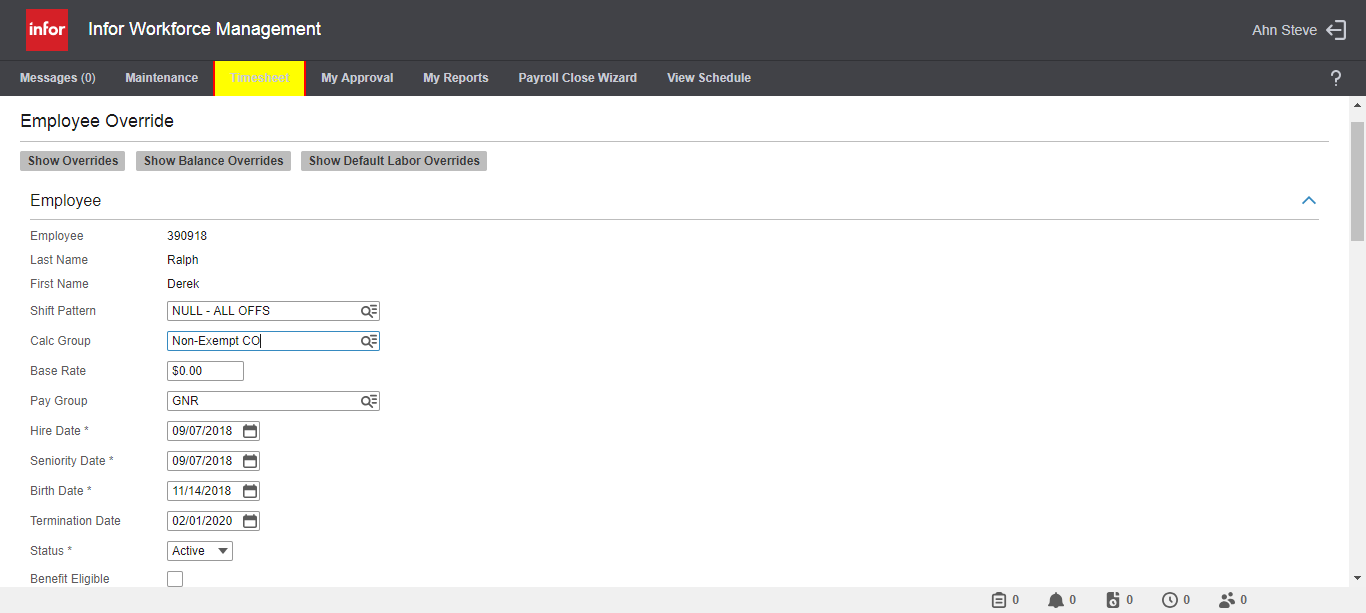 infor Infor Workforce Management Ahn Steve
Messages (0) Maintenance Timesheet My Approval My Reports Payroll Close Wizard View Schedule ?
Employee Override
Show Overrides Show Balance Overrides Show Default Labor Overrides
Employee
Employee 390918
Last Name Ralph
First Name Derek
Shift Pattern NULL - ALL OFFS
Calc Group Non-Exempt CO
Base Rate $0.00
Pay Group GNR
Hire Date * 09/07/2018
Seniority Date * 09/07/2018
Birth Date * 11/14/2018
Termination Date 02/01/2020
Status * Active
Benefit Eligible
0 0 0 0 0